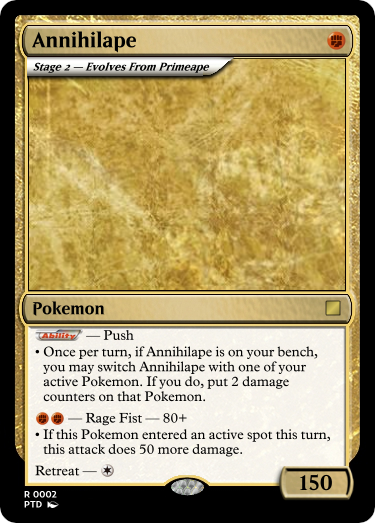 Annihilape
Stage 2 — Evolves From Primeape
Pokemon
Ability — Push
• Once per turn, if Annihilape is on your bench,
you may switch Annihilape with one of your
active Pokemon. If you do, put 2 damage
counters on that Pokemon.
— Rage Fist — 80+
• If this Pokemon entered an active spot this turn,
this attack does 50 more damage.
Retreat —
150
R 0002
PTD